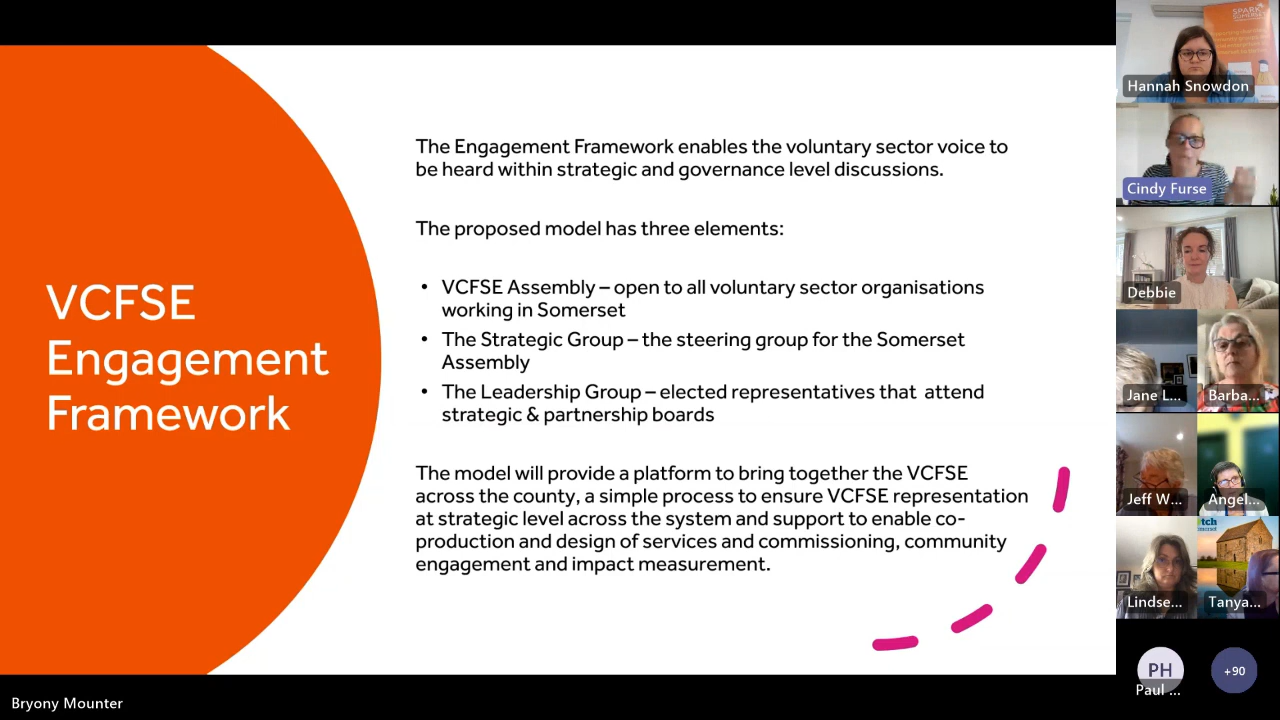 VCFSE
Engagement
Framework
The Engagement Framework enables the voluntary sector voice to
be heard within strategic and governance level discussions.
The proposed model has three elements:
• VCFSE Assembly – open to all voluntary sector organisations
working in Somerset
• The Strategic Group – the steering group for the Somerset
Assembly
• The Leadership Group – elected representatives that attend
strategic & partnership boards
The model will provide a platform to bring together the VCFSE
across the county, a simple process to ensure VCFSE representation
at strategic level across the system and support to enable co-
production and design of services and commissioning, community
engagement and impact measurement.
Bryony Mounter
SPARK
SOMERSET
Hannah Snowdon
Cindy Furse
Debbie
Jane L...
Barba...
Jeff W...
Angel...
Lindse...
Tanya...
PH
Paul ...
+90